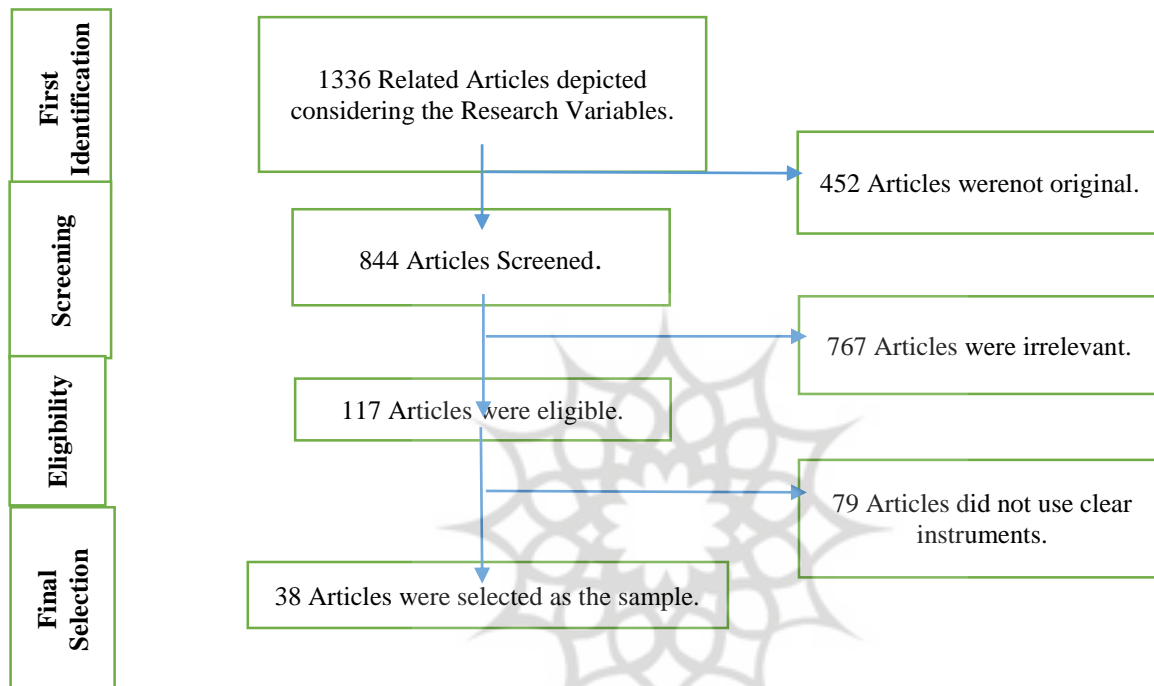 First
Identification
1336 Related Articles depicted
considering the Research Variables.
452 Articles werenot original.
Screening
844 Articles Screened.
767 Articles were irrelevant.
Eligibility
117 Articles were eligible.
79 Articles did not use clear
instruments.
Final
Selection
38 Articles were selected as the sample.